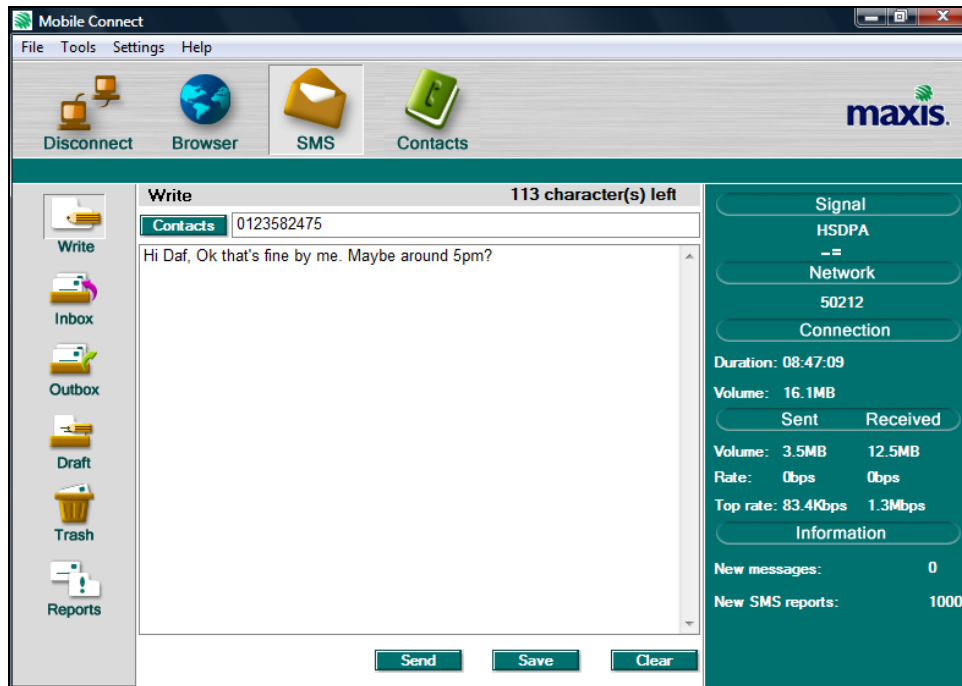 Mobile Connect
File Tools Settings Help
Disconnect Browser SMS Contacts
maxis.
Write 113 character(s) left
Contacts 0123582475
Hi Daf, Ok that's fine by me. Maybe around 5pm?
Write
Inbox
Outbox
Draft
Trash
Reports
Send Save Clear
Signal
HSDPA
Network
50212
Connection
Duration: 08:47:09
Volume: 16.1MB
Sent Received
Volume: 3.5MB 12.5MB
Rate: 0bps 0bps
Top rate: 83.4Kbps 1.3Mbps
Information
New messages: 0
New SMS reports: 1000